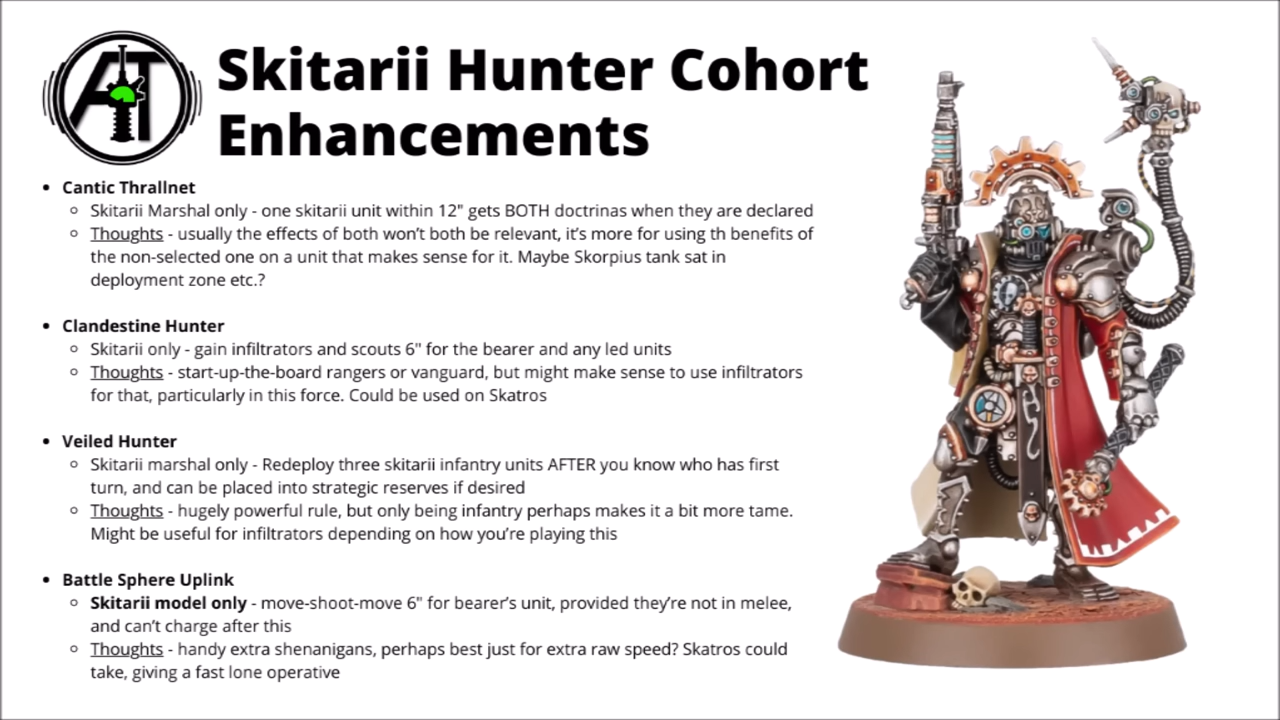 AT
Skitarii Hunter Cohort
Enhancements
• Cantic Thrallnet
○ Skitarii Marshal only - one skitarii unit within 12" gets BOTH doctrinas when they are declared
○ Thoughts - usually the effects of both won't both be relevant, it's more for using th benefits of
the non-selected one on a unit that makes sense for it. Maybe Skorpius tank sat in
deployment zone etc.?
• Clandestine Hunter
○ Skitarii only - gain infiltrators and scouts 6" for the bearer and any led units
○ Thoughts - start-up-the-board rangers or vanguard, but might make sense to use infiltrators
for that, particularly in this force. Could be used on Skatros
• Veiled Hunter
○ Skitarii marshal only - Redeploy three skitarii infantry units AFTER you know who has first
turn, and can be placed into strategic reserves if desired
○ Thoughts - hugely powerful rule, but only being infantry perhaps makes it a bit more tame.
Might be useful for infiltrators depending on how you're playing this
• Battle Sphere Uplink
○ Skitarii model only - move-shoot-move 6" for bearer's unit, provided they're not in melee,
and can't charge after this
○ Thoughts - handy extra shenanigans, perhaps best just for extra raw speed? Skatros could
take, giving a fast lone operative